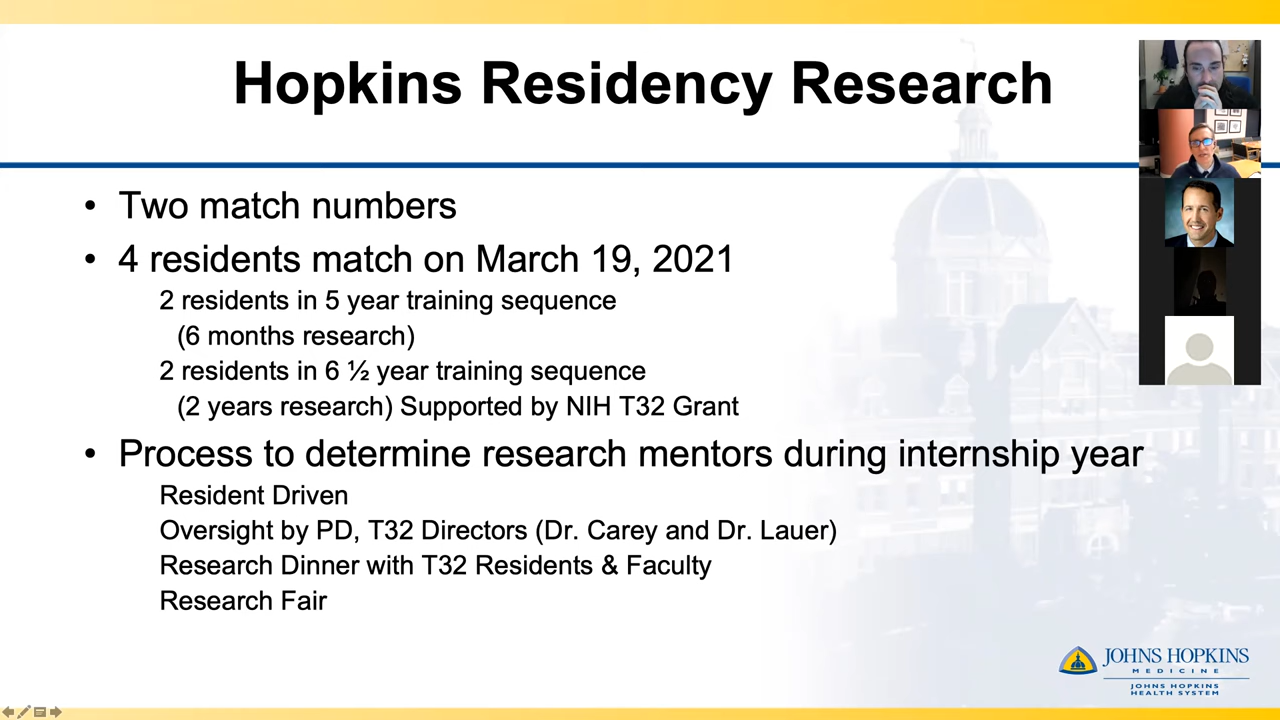 Hopkins Residency Research
• Two match numbers
• 4 residents match on March 19, 2021
2 residents in 5 year training sequence
(6 months research)
2 residents in 6 ½ year training sequence
(2 years research) Supported by NIH T32 Grant
• Process to determine research mentors during internship year
Resident Driven
Oversight by PD, T32 Directors (Dr. Carey and Dr. Lauer)
Research Dinner with T32 Residents & Faculty
Research Fair
JOHNS HOPKINS
MEDICINE
JOHNS HOPKINS
HEALTH SYSTEM